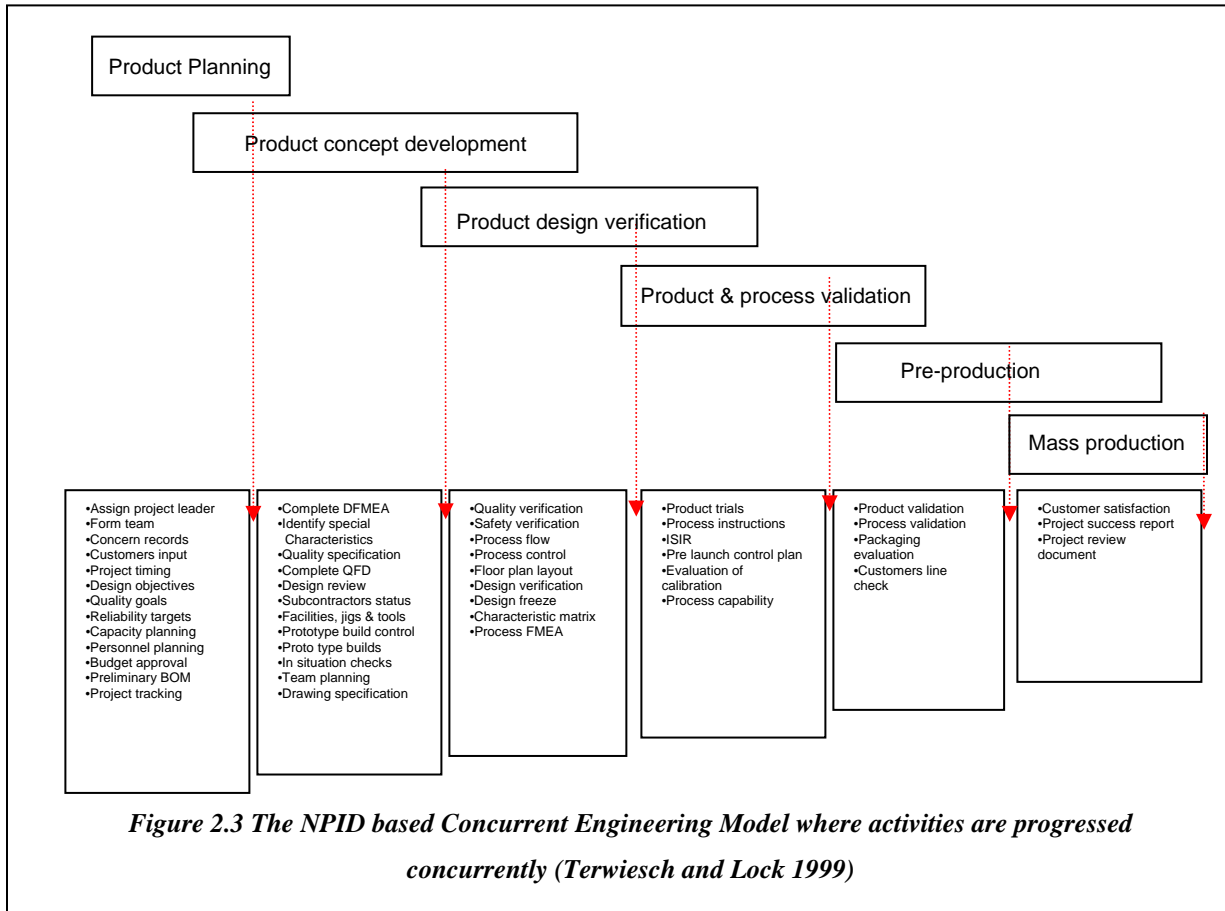 Product Planning
Product concept development
Product design verification
Product & process validation
Pre-production
Mass production
•Assign project leader
•Form team
•Concern records
•Customers input
•Project timing
•Design objectives
•Quality goals
•Reliability targets
•Capacity planning
•Personnel planning
•Budget approval
•Preliminary BOM
•Project tracking
•Complete DFMEA
•Identify special
Characteristics
•Quality specification
•Complete QFD
•Design review
•Subcontractors status
•Facilities, jigs & tools
•Prototype build control
•Proto type builds
•In situation checks
•Team planning
•Drawing specification
•Quality verification
•Safety verification
•Process flow
•Process control
•Floor plan layout
•Design verification
•Design freeze
•Characteristic matrix
•Process FMEA
•Product trials
•Process instructions
•ISIR
•Pre launch control plan
•Evaluation of
calibration
•Process capability
•Product validation
•Process validation
•Packaging
evaluation
•Customers line
check
•Customer satisfaction
•Project success report
•Project review
document
Figure 2.3 The NPID based Concurrent Engineering Model where activities are progressed
concurrently (Terwiesch and Lock 1999)